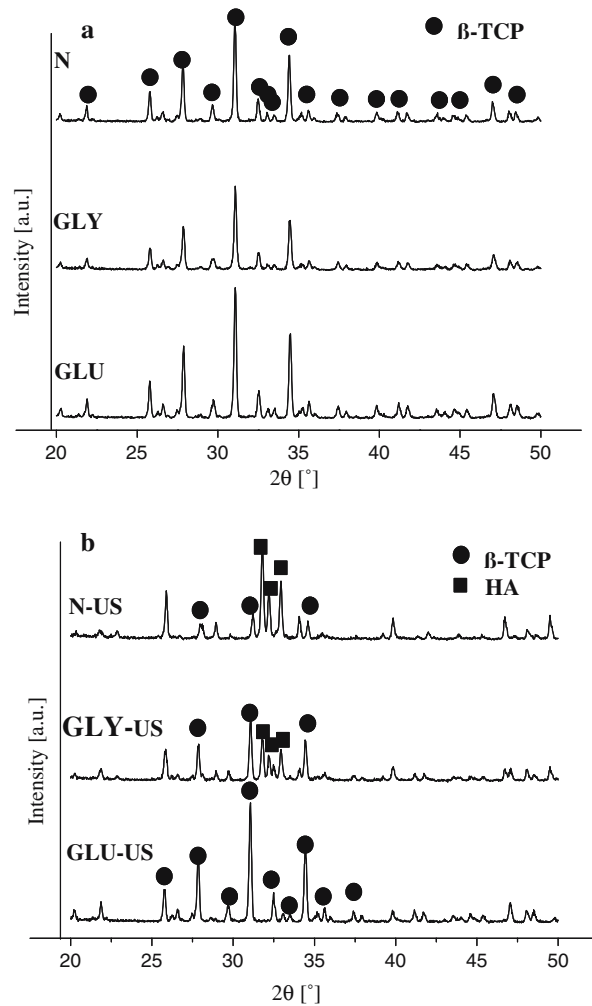 a
ß-TCP
N
GLY
GLU
Intensity [a.u.]
20 25 30 35 40 45 50
2θ [°]
b
ß-TCP
HA
N-US
GLY-US
GLU-US
Intensity [a.u.]
20 25 30 35 40 45 50
2θ [°]